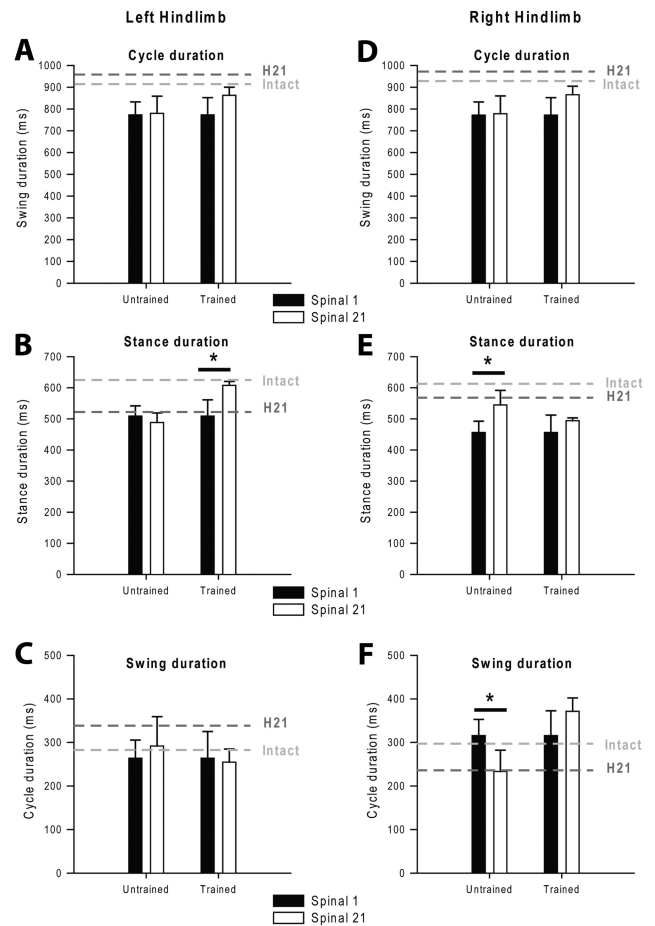 Left Hindlimb
Right Hindlimb
A
Cycle duration
Swing duration (ms)
1000
900
800
700
600
500
400
300
200
100
0
H21
Intact
Untrained
Trained
D
Cycle duration
Swing duration (ms)
1000
900
800
700
600
500
400
300
200
100
0
H21
Intact
Untrained
Trained
Spinal 1
Spinal 21
B
Stance duration
Stance duration (ms)
700
600
500
400
300
200
100
0
*
Intact
H21
Untrained
Trained
E
Stance duration
Stance duration (ms)
700
600
500
400
300
200
100
0
*
Intact
H21
Untrained
Trained
Spinal 1
Spinal 21
C
Swing duration
Cycle duration (ms)
500
400
300
200
100
0
H21
Intact
Untrained
Trained
F
Swing duration
Cycle duration (ms)
500
400
300
200
100
0
*
Intact
H21
Untrained
Trained
Spinal 1
Spinal 21